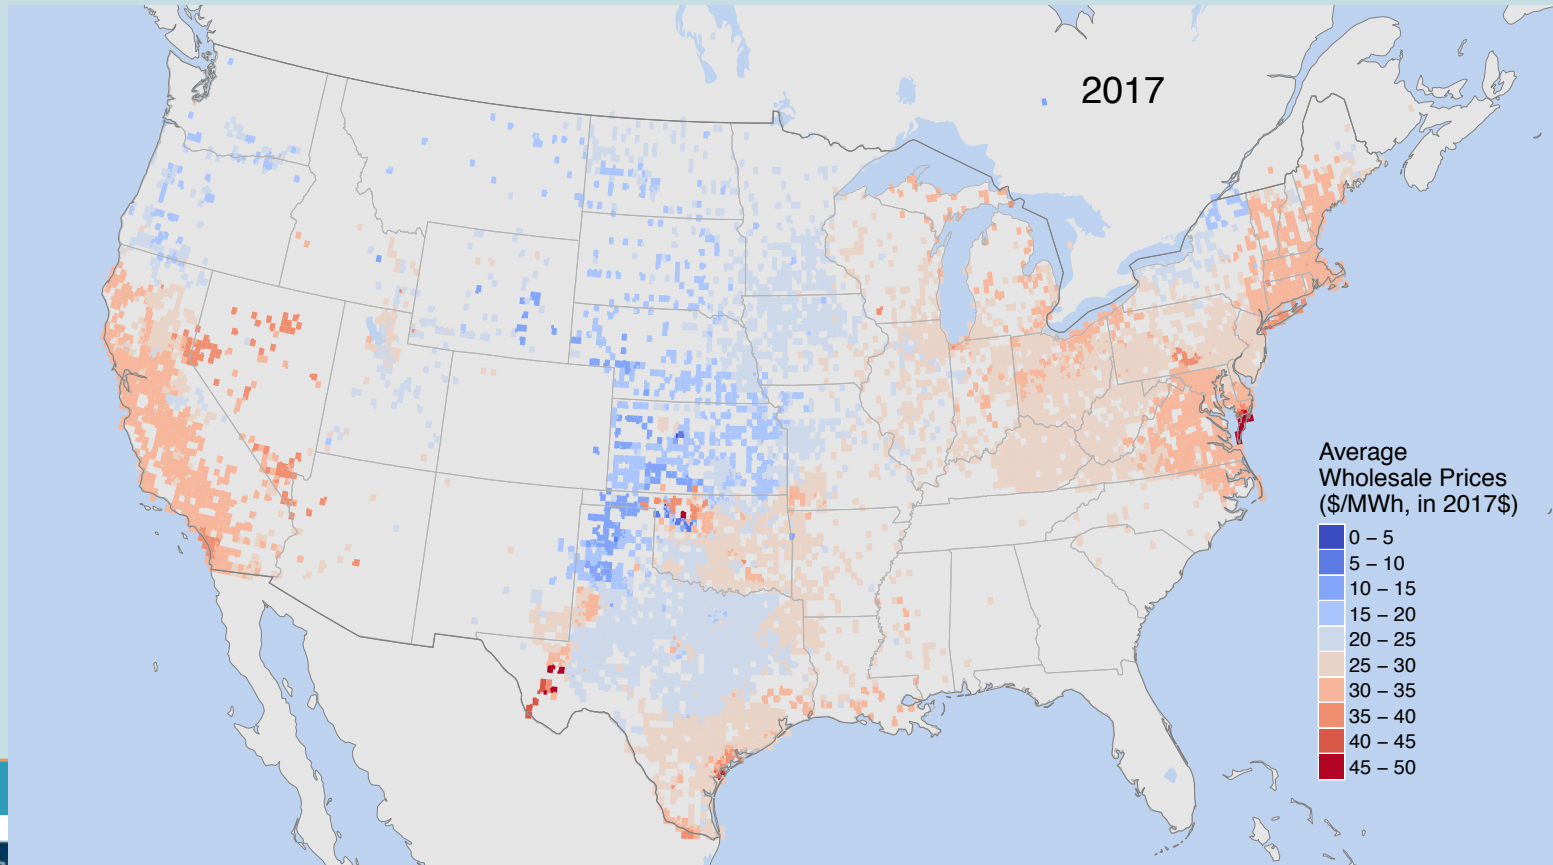 2017
Average
Wholesale Prices
($/MWh, in 2017$)
0 – 5
5 – 10
10 – 15
15 – 20
20 – 25
25 – 30
30 – 35
35 – 40
40 – 45
45 – 50